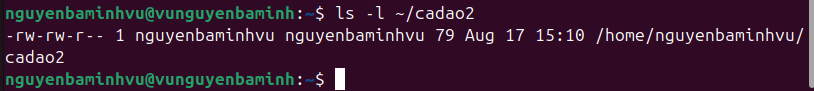 nguyenbaminhvu@vunguyenbaminh:~$ ls -l ~/cadao2
-rw-rw-r-- 1 nguyenbaminhvu nguyenbaminhvu 79 Aug 17 15:10 /home/nguyenbaminhvu/
cadao2
nguyenbaminhvu@vunguyenbaminh:~$